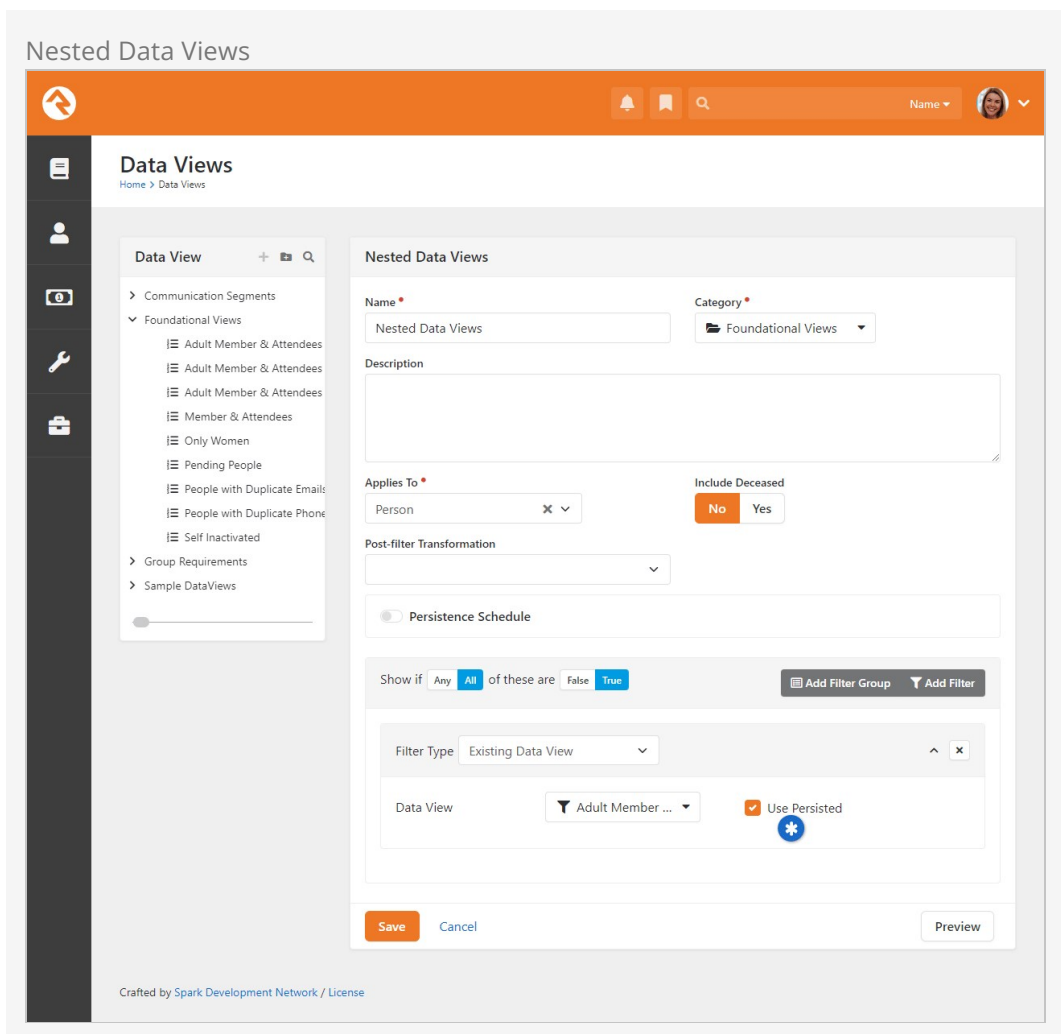 Nested Data Views
Name
Data Views
Home > Data Views
Data View
Communication Segments
Foundational Views
Adult Member & Attendees
Adult Member & Attendees
Adult Member & Attendees
Member & Attendees
Only Women
Pending People
People with Duplicate Emails
People with Duplicate Phone
Self Inactivated
Group Requirements
Sample DataViews
Nested Data Views
Name
Category
Nested Data Views
Foundational Views
Description
Applies To
Include Deceased
Person
No Yes
Post-filter Transformation
Persistence Schedule
Show if Any All of these are False True
Add Filter Group Add Filter
Filter Type Existing Data View
Data View Adult Member ... Use Persisted
Save Cancel Preview
Crafted by Spark Development Network / License